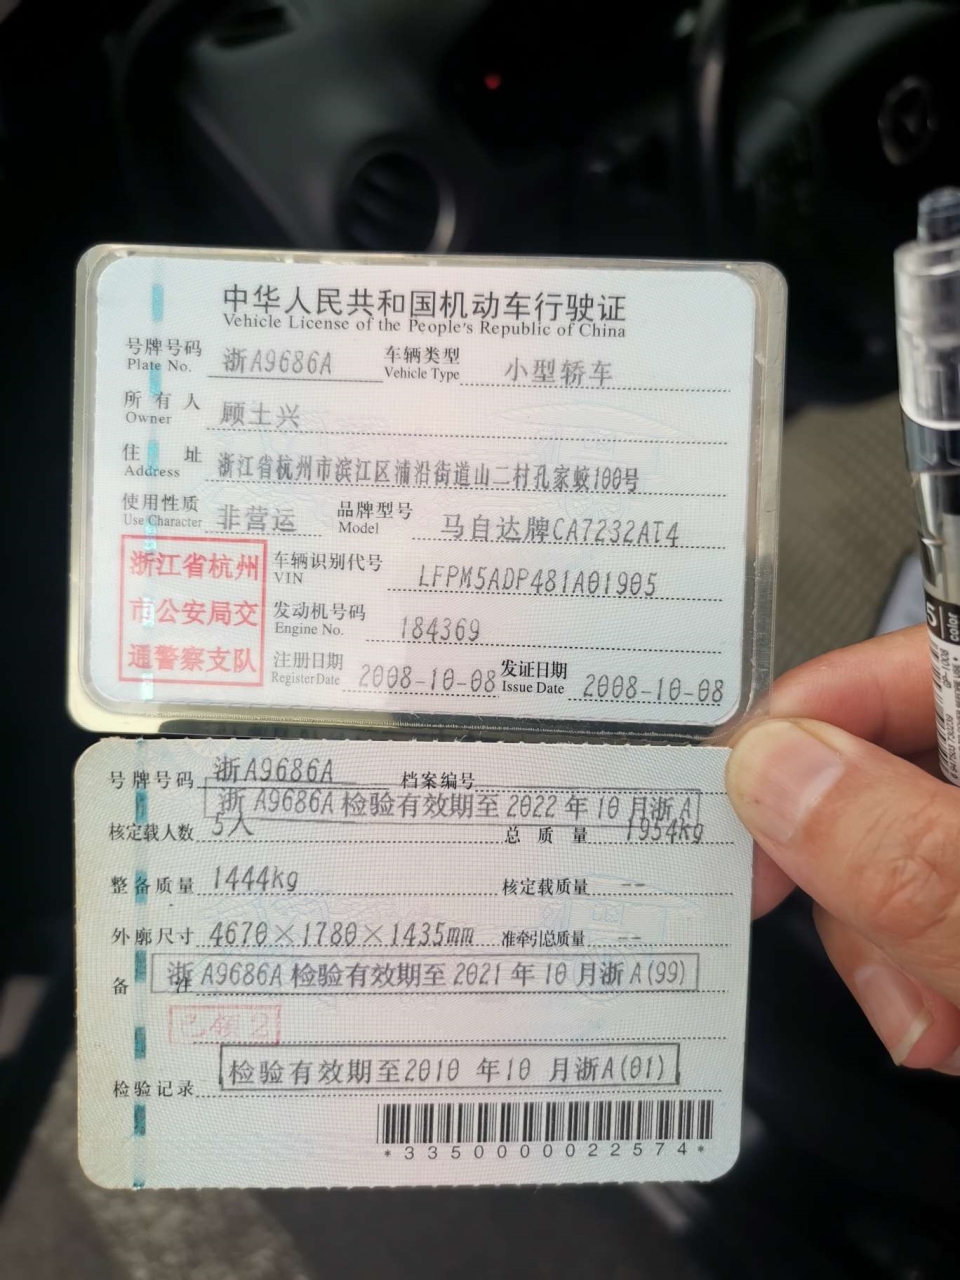 中华人民共和国机动车行驶证
Vehicle License of the People's Republic of China
号牌号码 浙A9686A 车辆类型 小型轿车
Plate No. Vehicle Type
所有人 顾土兴
Owner
住址 浙江省杭州市滨江区浦沿街道山二村孔家蛟100号
Address
使用性质 非营运 品牌型号 马自达牌CA7232AT4
Use Character Model
浙江省杭州
市公安局交
通警察支队
车辆识别代号 LFPM5ADP481A01905
VIN
发动机号码 184369
Engine No.
注册日期 2008-10-08 发证日期 2008-10-08
Register Date Issue Date
号牌号码 浙A9686A 档案编号
浙A9686A检验有效期至2022年10月浙A
核定载人数 5人 总质量 1954kg
整备质量 1444kg 核定载质量 --
外廓尺寸 4670×1780×1435mm 准牵引总质量 --
备注 浙A9686A检验有效期至2021年10月浙A(99)
已领2
检验记录 检验有效期至2010年10月浙A(01)
*3350000022574*
5
color